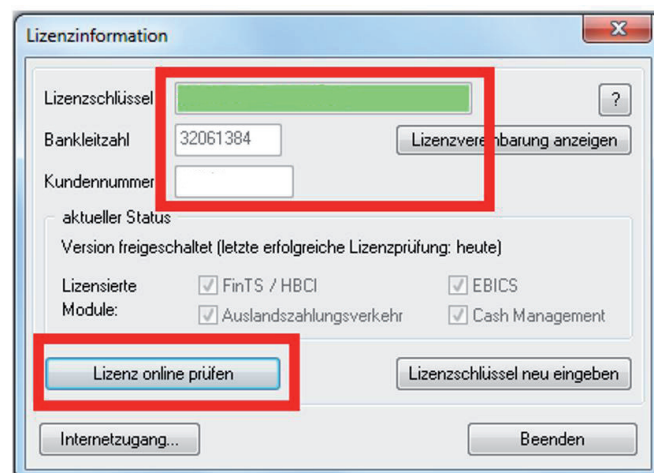 Lizenzinformation
Lizenzschlüssel
?
Bankleitzahl 32061384 Lizenzvereinbarung anzeigen
Kundennummer
aktueller Status
Version freigeschaltet (letzte erfolgreiche Lizenzprüfung: heute)
Lizensierte FinTS / HBCI EBICS
Module: Auslandszahlungsverkehr Cash Management
Lizenz online prüfen Lizenzschlüssel neu eingeben
Internetzugang... Beenden